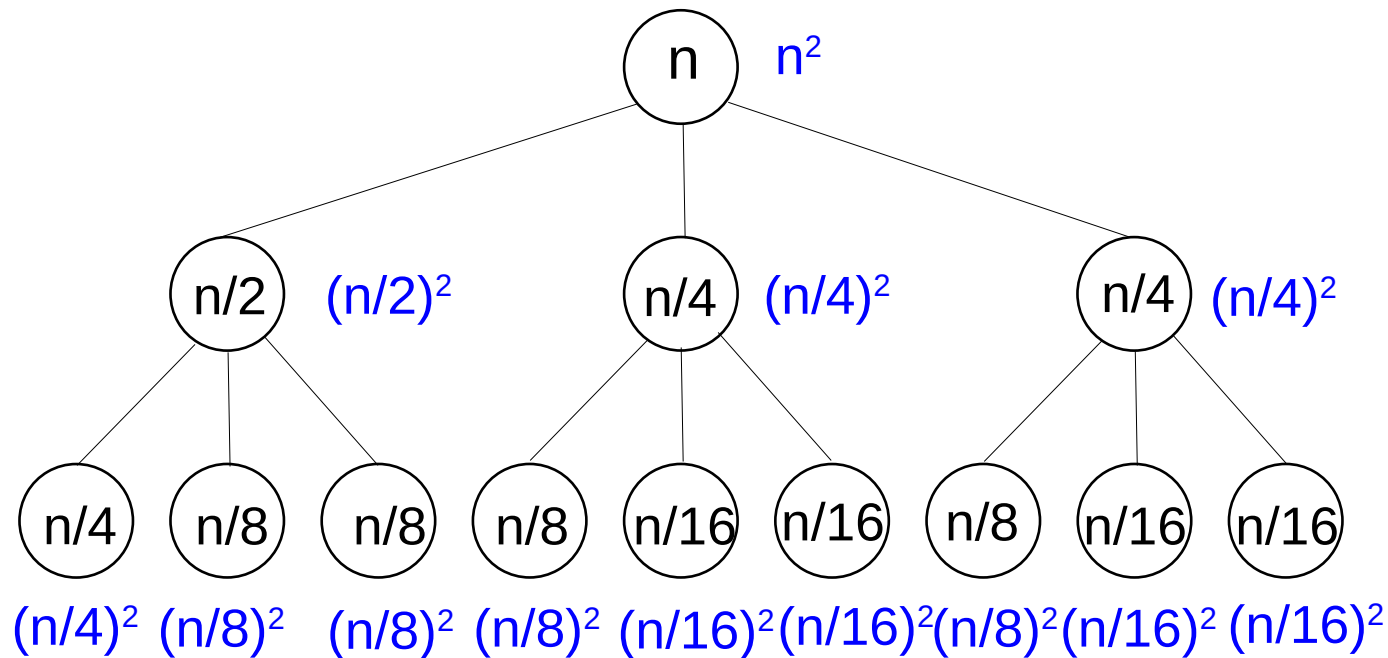 n n²
n/2 (n/2)² n/4 (n/4)² n/4 (n/4)²
n/4 n/8 n/8 n/8 n/16 n/16 n/8 n/16 n/16
(n/4)² (n/8)² (n/8)² (n/8)² (n/16)² (n/16)² (n/8)² (n/16)² (n/16)²